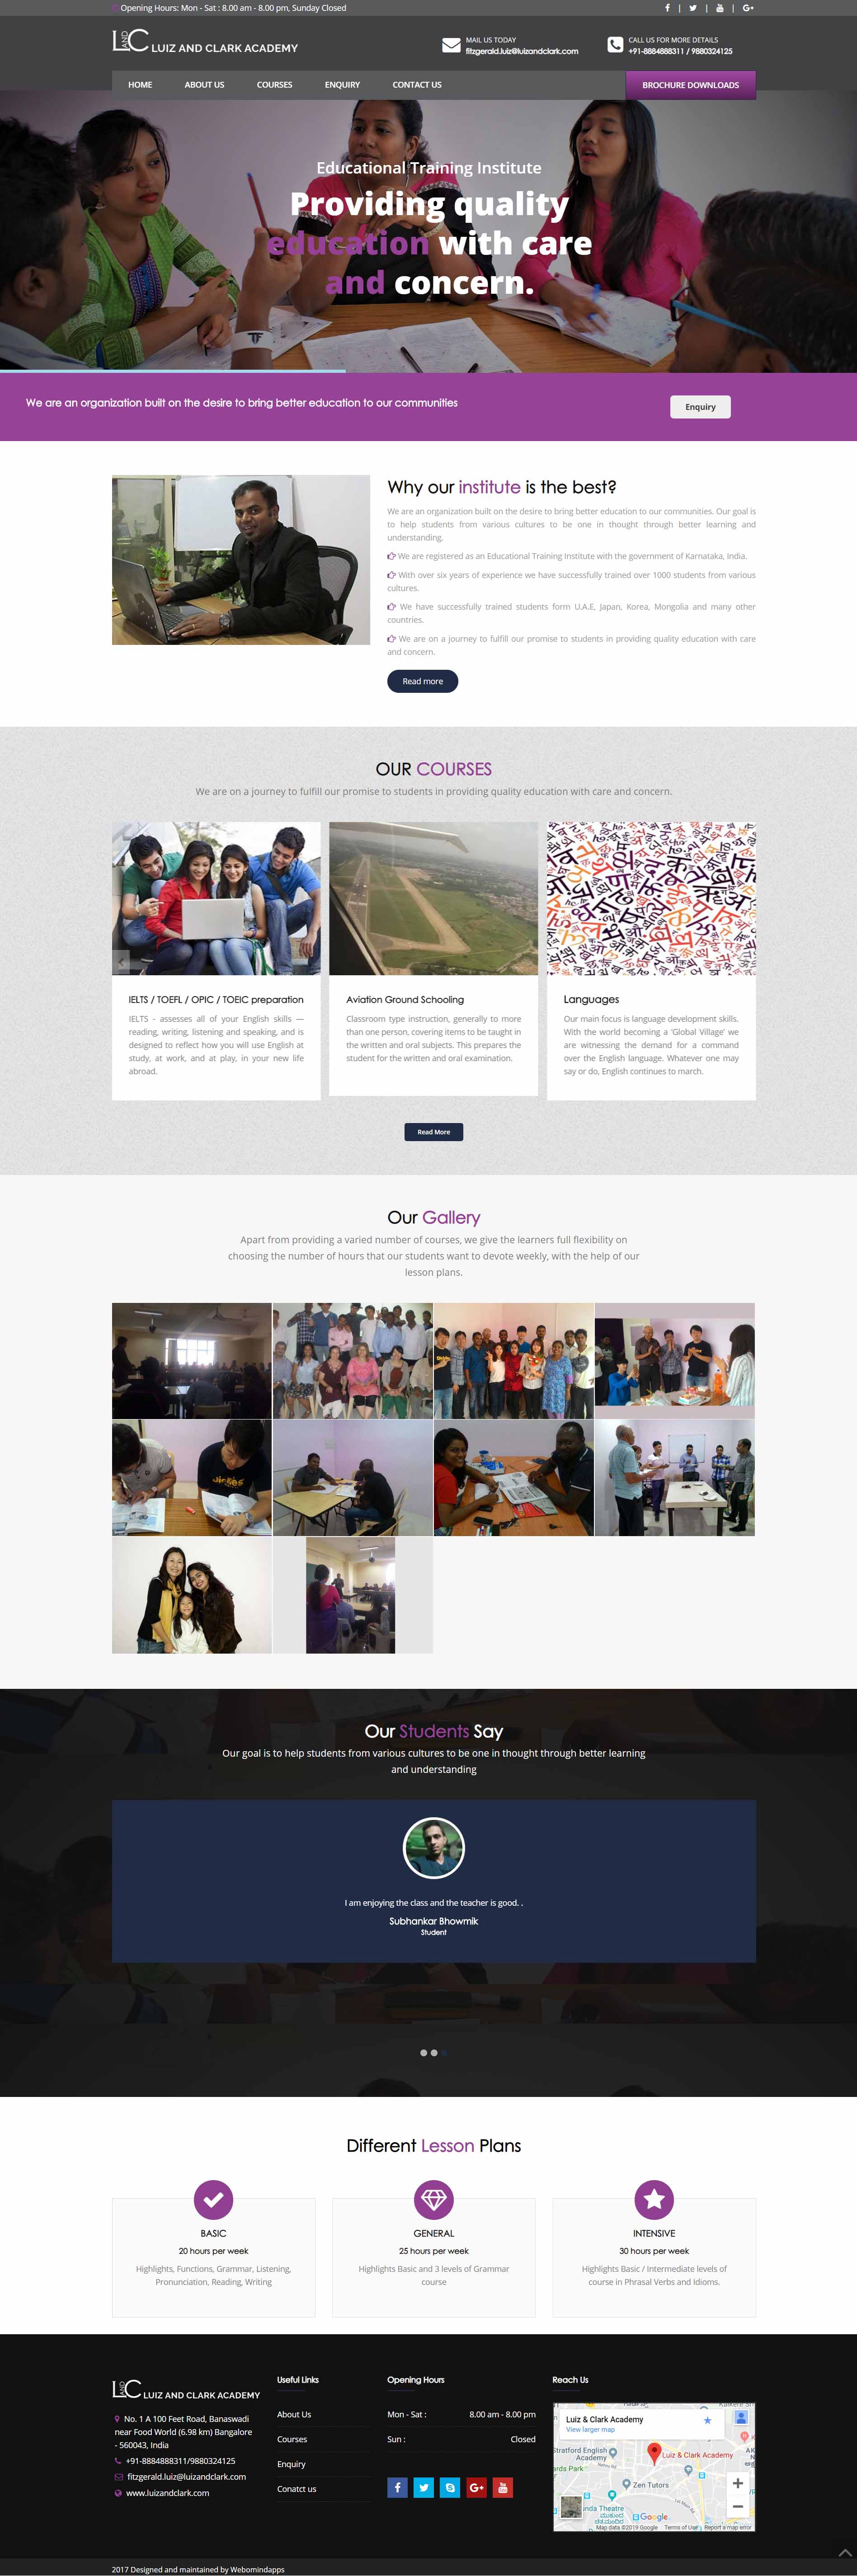 Opening Hours: Mon - Sat : 8.00 am - 8.00 pm, Sunday Closed
LANDC LUIZ AND CLARK ACADEMY
MAIL US TODAY
fitzgerald.luiz@luizandclark.com
CALL US FOR MORE DETAILS
+91-8884888311 / 9880324125
HOME ABOUT US COURSES ENQUIRY CONTACT US BROCHURE DOWNLOADS
Educational Training Institute
Providing quality
education with care
and concern.
We are an organization built on the desire to bring better education to our communities
Enquiry
Why our institute is the best?
We are an organization built on the desire to bring better education to our communities. Our goal is
to help students from various cultures to be one in thought through better learning and
understanding.
We are registered as an Educational Training Institute with the government of Karnataka, India.
With over six years of experience we have successfully trained over 1000 students from various
cultures.
We have successfully trained students form U.A.E, Japan, Korea, Mongolia and many other
countries.
We are on a journey to fulfill our promise to students in providing quality education with care
and concern.
Read more
OUR COURSES
We are on a journey to fulfill our promise to students in providing quality education with care and concern.
IELTS / TOEFL / OPIC / TOEIC preparation
IELTS - assesses all of your English skills —
reading, writing, listening and speaking, and is
designed to reflect how you will use English at
study, at work, and at play, in your new life
abroad.
Aviation Ground Schooling
Classroom type instruction, generally to more
than one person, covering items to be taught in
the written and oral subjects. This prepares the
student for the written and oral examination.
Languages
Our main focus is language development skills.
With the world becoming a 'Global Village' we
are witnessing the demand for a command
over the English language. Whatever one may
say or do, English continues to march.
Read More
Our Gallery
Apart from providing a varied number of courses, we give the learners full flexibility on
choosing the number of hours that our students want to devote weekly, with the help of our
lesson plans.
Our Students Say
Our goal is to help students from various cultures to be one in thought through better learning
and understanding
I am enjoying the class and the teacher is good. .
Subhankar Bhowmik
Student
Different Lesson Plans
BASIC
20 hours per week
Highlights, Functions, Grammar, Listening,
Pronunciation, Reading, Writing
GENERAL
25 hours per week
Highlights Basic and 3 levels of Grammar
course
INTENSIVE
30 hours per week
Highlights Basic / Intermediate levels of
course in Phrasal Verbs and Idioms.
LANDC LUIZ AND CLARK ACADEMY
No. 1 A 100 Feet Road, Banaswadi
near Food World (6.98 km) Bangalore
- 560043, India
+91-8884888311/9880324125
fitzgerald.luiz@luizandclark.com
www.luizandclark.com
Useful Links
About Us
Courses
Enquiry
Conatct us
Opening Hours
Mon - Sat : 8.00 am - 8.00 pm
Sun : Closed
Reach Us
Luiz & Clark Academy
View larger map
Stratford English
Academy
Luiz & Clark Academy
ards Park
Zen Tutors
nda Theatre
Google
Map data ©2019 Google Terms of Use Report a map error
2017 Designed and maintained by Webomindapps